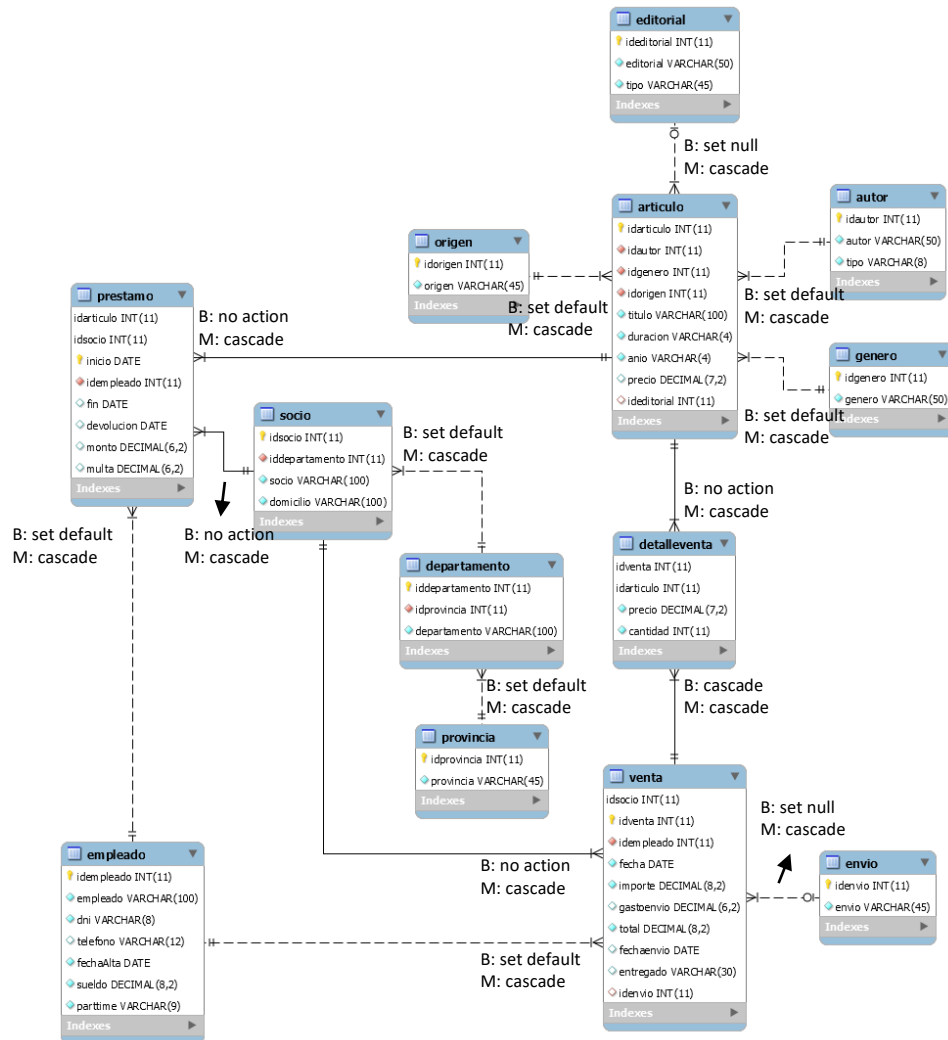 editorial
ideditorial INT(11)
editorial VARCHAR(50)
tipo VARCHAR(45)
Indexes
B: set null
M: cascade
articulo
idarticulo INT(11)
idautor INT(11)
idgenero INT(11)
idorigen INT(11)
titulo VARCHAR(100)
duracion VARCHAR(4)
anio VARCHAR(4)
precio DECIMAL(7,2)
ideditorial INT(11)
Indexes
autor
idautor INT(11)
autor VARCHAR(50)
tipo VARCHAR(8)
Indexes
B: set default
M: cascade
origen
idorigen INT(11)
origen VARCHAR(45)
Indexes
B: set default
M: cascade
genero
idgenero INT(11)
genero VARCHAR(50)
Indexes
B: set default
M: cascade
prestamo
idarticulo INT(11)
idsocio INT(11)
inicio DATE
idempleado INT(11)
fin DATE
devolucion DATE
monto DECIMAL(6,2)
multa DECIMAL(6,2)
Indexes
B: no action
M: cascade
socio
idsocio INT(11)
iddepartamento INT(11)
socio VARCHAR(100)
domicilio VARCHAR(100)
Indexes
B: set default
M: cascade
B: set default
M: cascade
B: no action
M: cascade
B: no action
M: cascade
departamento
iddepartamento INT(11)
idprovincia INT(11)
departamento VARCHAR(100)
Indexes
detalleventa
idventa INT(11)
idarticulo INT(11)
precio DECIMAL(7,2)
cantidad INT(11)
Indexes
B: set default
M: cascade
B: cascade
M: cascade
provincia
idprovincia INT(11)
provincia VARCHAR(45)
Indexes
venta
idsocio INT(11)
idventa INT(11)
idempleado INT(11)
fecha DATE
importe DECIMAL(8,2)
gastoenvio DECIMAL(6,2)
total DECIMAL(8,2)
fechaenvio DATE
entregado VARCHAR(30)
idenvio INT(11)
Indexes
B: set null
M: cascade
envio
idenvio INT(11)
envio VARCHAR(45)
Indexes
empleado
idempleado INT(11)
empleado VARCHAR(100)
dni VARCHAR(8)
telefono VARCHAR(12)
fechaAlta DATE
sueldo DECIMAL(8,2)
parttime VARCHAR(9)
Indexes
B: no action
M: cascade
B: set default
M: cascade